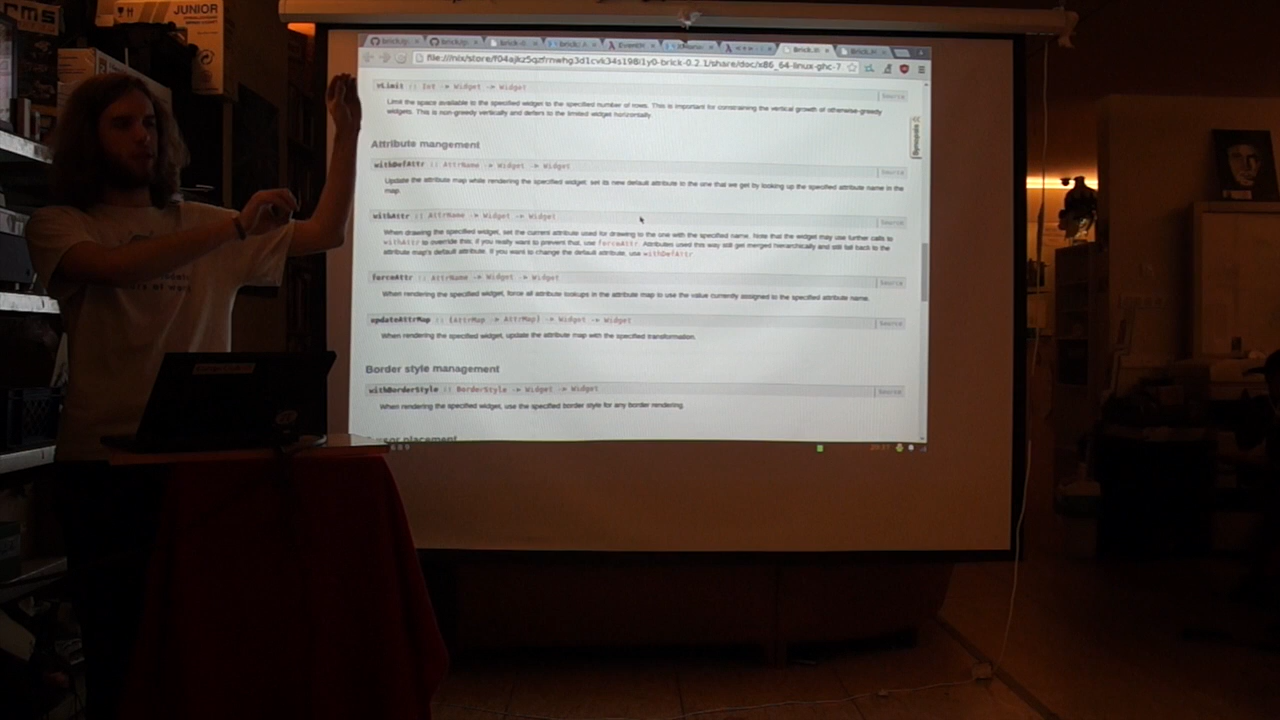 JUNIOR
file:///nix/store/f04ajkz5qzfrnwhg3d1cvk34s198i1y0-brick-0.2.1/share/doc/x86_64-linux-ghc-7
vLimit :: Int -> Widget -> Widget
Source
Limit the space available to the specified widget to the specified number of rows. This is important for constraining the vertical growth of otherwise-greedy
widgets. This is non-greedy vertically and defers to the limited widget horizontally.
Synopsis
Attribute mangement
withDefAttr :: AttrName -> Widget -> Widget
Source
Update the attribute map while rendering the specified widget: set its new default attribute to the one that we get by looking up the specified attribute name in the
map.
withAttr :: AttrName -> Widget -> Widget
Source
When drawing the specified widget, set the current attribute used for drawing to the one with the specified name. Note that the widget may use further calls to
withAttr to override this; if you really want to prevent that, use forceAttr. Attributes used this way still get merged hierarchically and still fall back to the
attribute map's default attribute. If you want to change the default attribute, use withDefAttr.
forceAttr :: AttrName -> Widget -> Widget
Source
When rendering the specified widget, force all attribute lookups in the attribute map to use the value currently assigned to the specified attribute name.
updateAttrMap :: (AttrMap -> AttrMap) -> Widget -> Widget
Source
When rendering the specified widget, update the attribute map with the specified transformation.
Border style management
withBorderStyle :: BorderStyle -> Widget -> Widget
Source
When rendering the specified widget, use the specified border style for any border rendering.